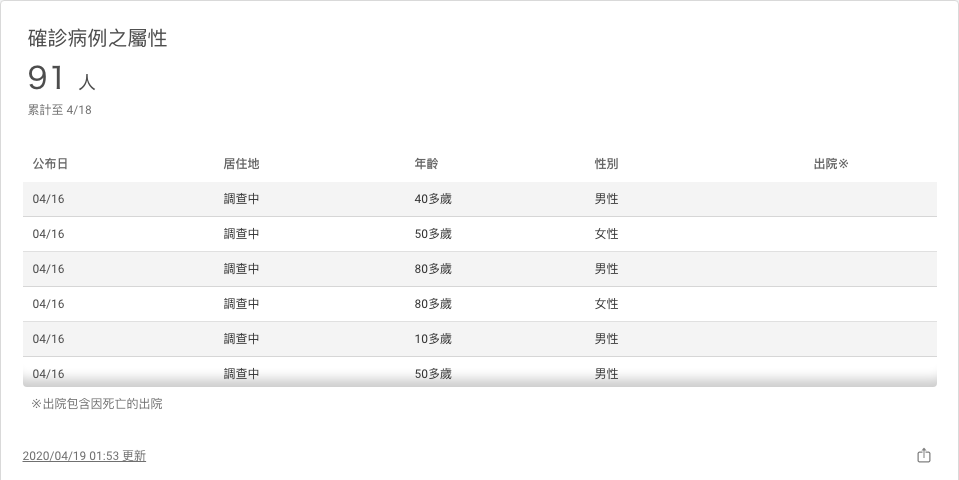 確診病例之屬性
91 人
累計至 4/18
公布日 居住地 年齡 性別 出院※
04/16 調查中 40多歲 男性
04/16 調查中 50多歲 女性
04/16 調查中 80多歲 男性
04/16 調查中 80多歲 女性
04/16 調查中 10多歲 男性
04/16 調查中 50多歲 男性
※出院包含因死亡的出院
2020/04/19 01:53 更新